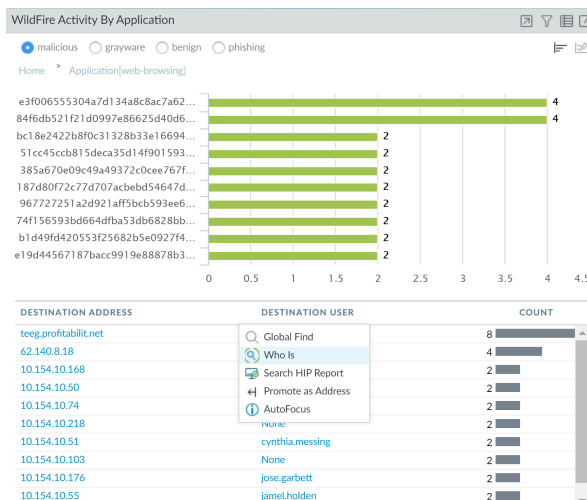 WildFire Activity By Application
malicious grayware benign phishing
Home > Application[web-browsing]
e3f006555304a7d134a8c8ac7a62... 4
84f6db521f21d0997e86625d40d6... 4
bc18e2422b8f0c31328b33e16694... 2
51cc45ccb815deca35d14f901593... 2
385a670e09c49a49372c0cee767f... 2
187d80f72c77d707acbebd54647d... 2
967727251a2d921aff5bcb593ee6... 2
74f156593bd664dfba53db6828bb... 2
b1d49fd420553f25682b5e0927f4... 2
e19d44567187bacc9919e88878b3... 2
0 0.5 1 1.5 2 2.5 3 3.5 4 4.5
DESTINATION ADDRESS DESTINATION USER COUNT
teeg.profitabilit.net Global Find 8
62.140.8.18 Who Is 4
10.154.10.168 Search HIP Report 2
10.154.10.50 Promote as Address 2
10.154.10.74 AutoFocus 2
10.154.10.218 None 2
10.154.10.51 cynthia.messing 2
10.154.10.103 None 2
10.154.10.176 jose.garbett 2
10.154.10.55 jamel.holden 2